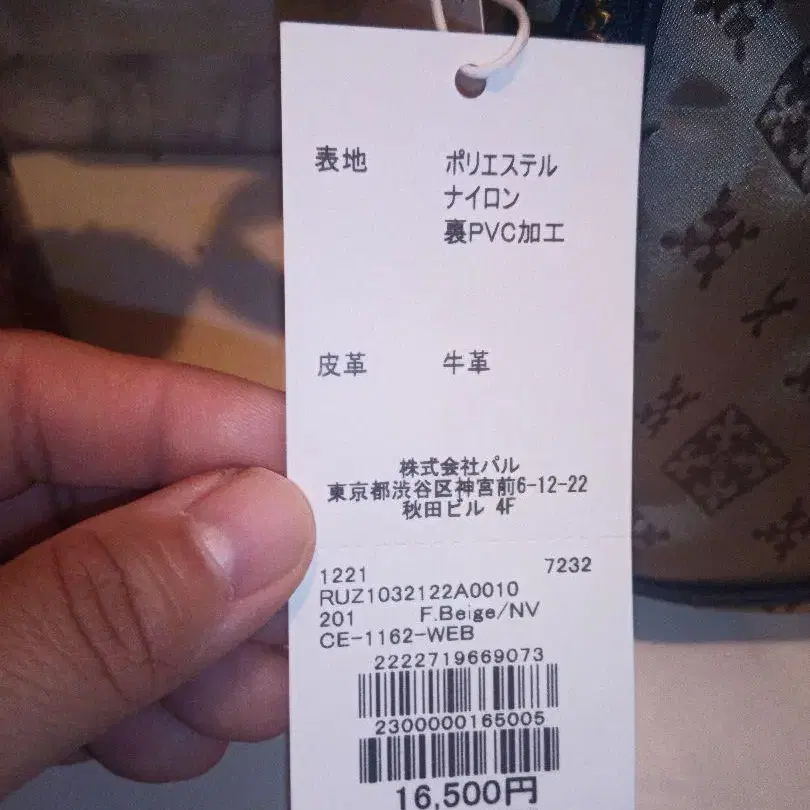 表地 ポリエステル
ナイロン
裏PVC加工
皮革 牛革
株式会社パル
東京都渋谷区神宮前6-12-22
秋田ビル 4F
1221 7232
RUZ1032122A0010
201 F.Beige/NV
CE-1162-WEB
2222719669073
2300000165005
16,500円